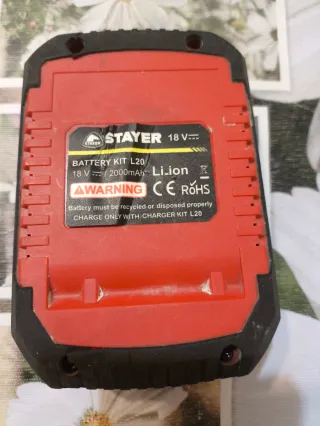 STAYER 18 V
BATTERY KIT L20
18 V / 2000mAh Li.ion
WARNING CE RoHS
Battery must be recycled or disposed properly
CHARGE ONLY WITH CHARGER KIT L20